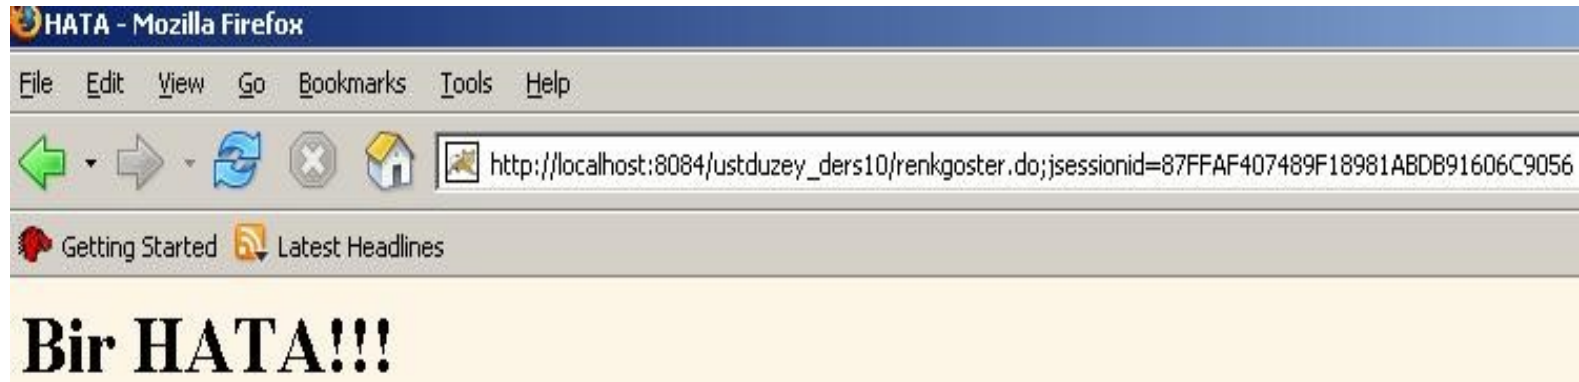 HATA - Mozilla Firefox
File Edit View Go Bookmarks Tools Help
http://localhost:8084/ustduzey_ders10/renkgoster.do;jsessionid=87FFAF407489F18981ABDB91606C9056
Getting Started Latest Headlines
Bir HATA!!!